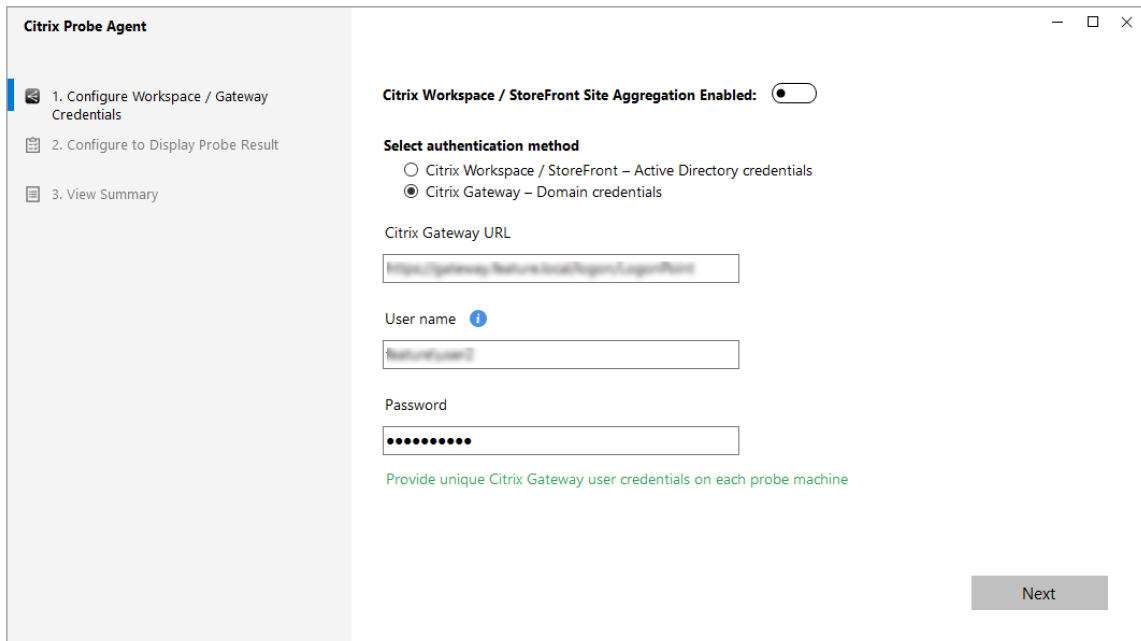 Citrix Probe Agent
1. Configure Workspace / Gateway
Credentials
2. Configure to Display Probe Result
3. View Summary
Citrix Workspace / StoreFront Site Aggregation Enabled:
Select authentication method
Citrix Workspace / StoreFront – Active Directory credentials
Citrix Gateway – Domain credentials
Citrix Gateway URL
User name
Password
Provide unique Citrix Gateway user credentials on each probe machine
Next